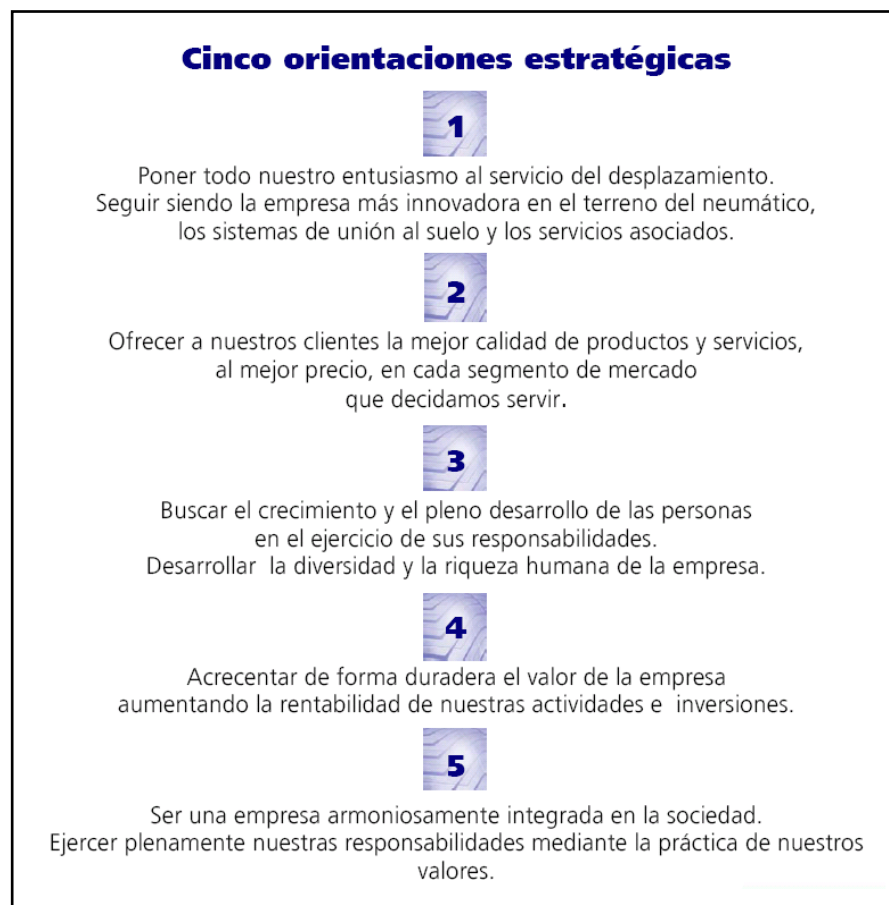 Cinco orientaciones estratégicas
1
Poner todo nuestro entusiasmo al servicio del desplazamiento.
Seguir siendo la empresa más innovadora en el terreno del neumático,
los sistemas de unión al suelo y los servicios asociados.
2
Ofrecer a nuestros clientes la mejor calidad de productos y servicios,
al mejor precio, en cada segmento de mercado
que decidamos servir.
3
Buscar el crecimiento y el pleno desarrollo de las personas
en el ejercicio de sus responsabilidades.
Desarrollar la diversidad y la riqueza humana de la empresa.
4
Acrecentar de forma duradera el valor de la empresa
aumentando la rentabilidad de nuestras actividades e inversiones.
5
Ser una empresa armoniosamente integrada en la sociedad.
Ejercer plenamente nuestras responsabilidades mediante la práctica de nuestros
valores.